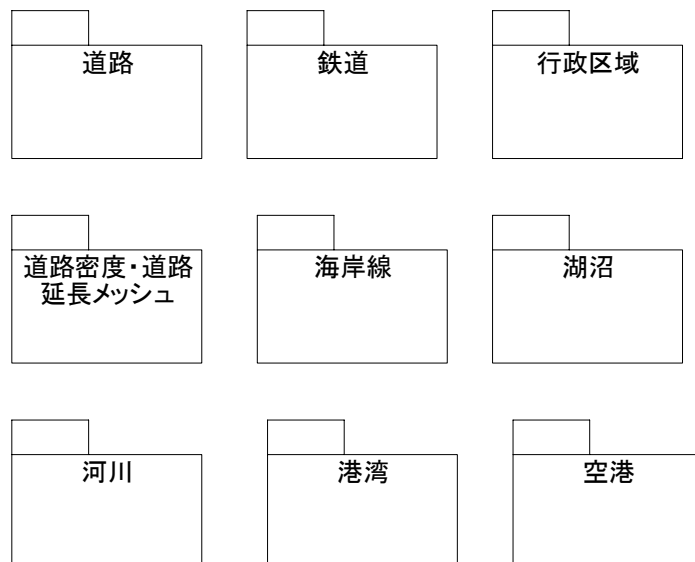 道路
鉄道
行政区域
道路密度・道路
延長メッシュ
海岸線
湖沼
河川
港湾
空港